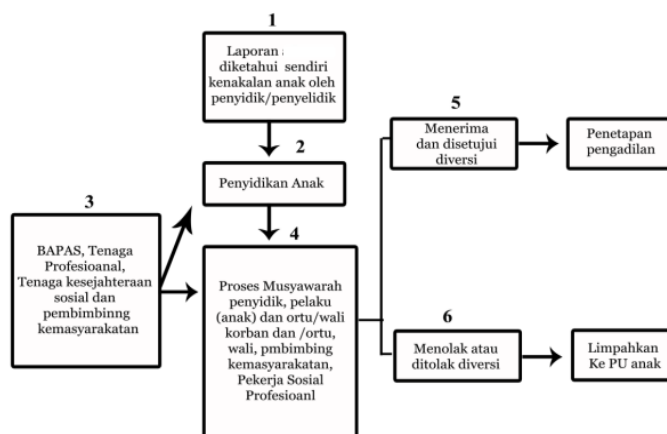 1
Laporan
diketahui sendiri
kenakalan anak oleh
penyidik/penyelidik
2
Penyidikan Anak
3
BAPAS, Tenaga
Profesioanal,
Tenaga kesejahteraan
sosial dan
pembimbinng
kemasyarakatan
4
Proses Musyawarah
penyidik, pelaku
(anak) dan ortu/wali
korban dan /ortu,
wali, pmbimbing
kemasyarakatan,
Pekerja Sosial
Profesioanl
5
Menerima
dan disetujui
diversi
Penetapan
pengadilan
6
Menolak atau
ditolak diversi
Limpahkan
Ke PU anak